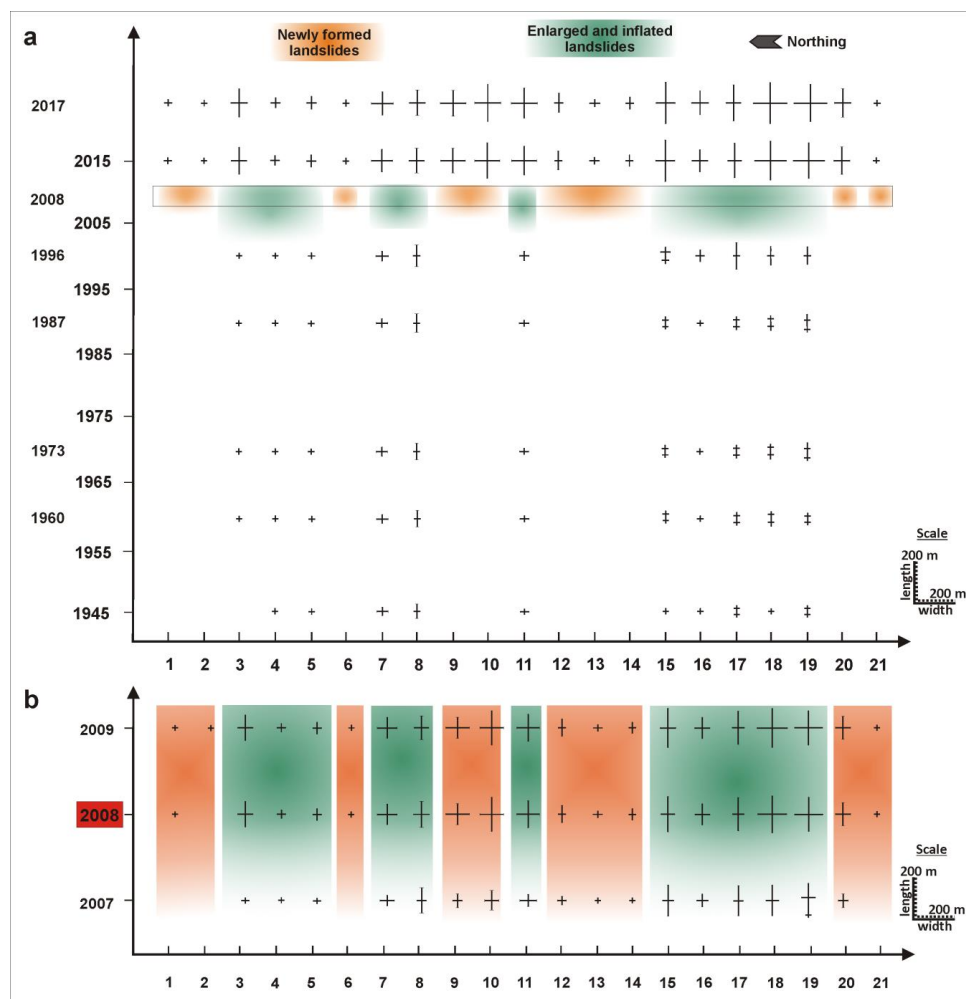 a
Newly formed
landslides
Enlarged and inflated
landslides
Northing
2017
2015
2008
2005
1996
1995
1987
1985
1975
1973
1965
1960
1955
1945
Scale
200 m
length
200 m
width
1 2 3 4 5 6 7 8 9 10 11 12 13 14 15 16 17 18 19 20 21
b
2009
2008
2007
Scale
200 m
length
200 m
width
1 2 3 4 5 6 7 8 9 10 11 12 13 14 15 16 17 18 19 20 21